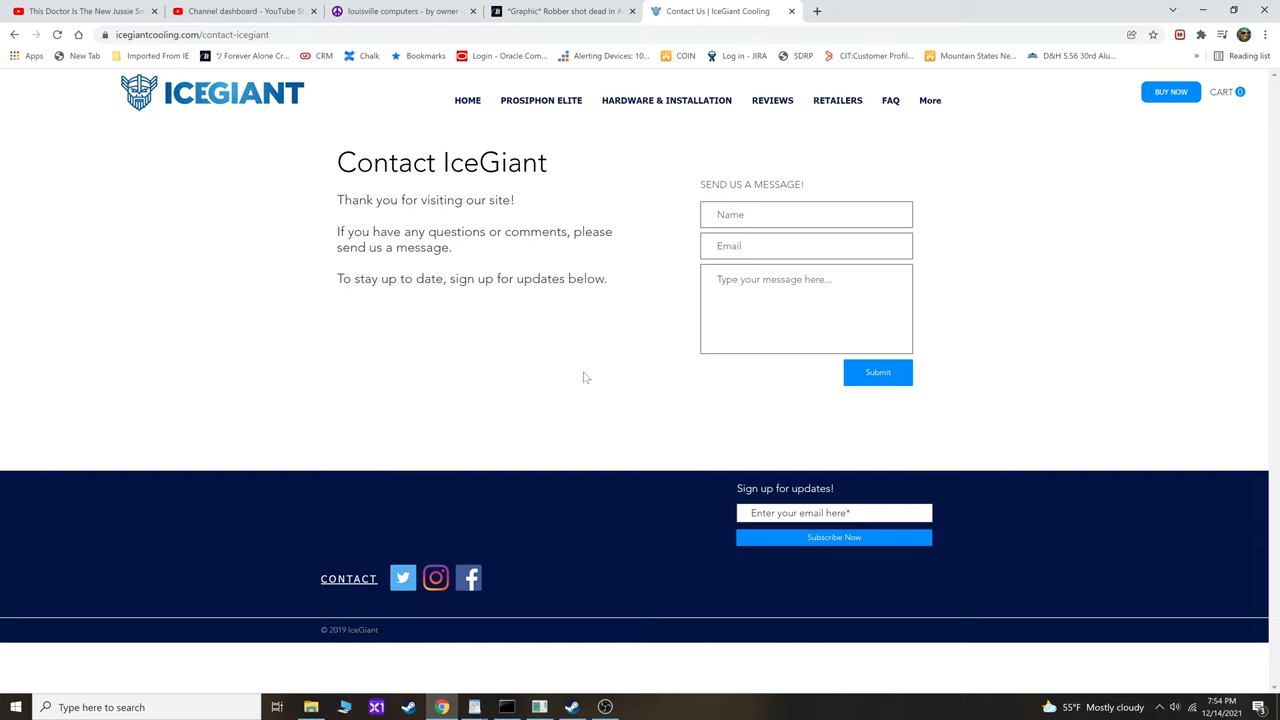 This Doctor Is The New Jussie Sm
Channel dashboard - YouTube S
louisville computers - by owner -
*Graphic* Robber shot dead in A
Contact Us | IceGiant Cooling
icegiantcooling.com/contact-icegiant
Apps New Tab Imported From IE "/ Forever Alone Cr... CRM Chalk Bookmarks Login - Oracle Com... Alerting Devices: 10... COIN Log in - JIRA SDRP CIT:Customer Profil... Mountain States Ne... D&H 5.56 30rd Alu... » Reading list
ICEGIANT
HOME PROSIPHON ELITE HARDWARE & INSTALLATION REVIEWS RETAILERS FAQ More
BUY NOW CART 0
Contact IceGiant
Thank you for visiting our site!
If you have any questions or comments, please
send us a message.
To stay up to date, sign up for updates below.
SEND US A MESSAGE!
Name
Email
Type your message here...
Submit
Sign up for updates!
Enter your email here*
Subscribe Now
CONTACT
© 2019 IceGiant
Type here to search
55°F Mostly cloudy
7:54 PM
12/14/2021